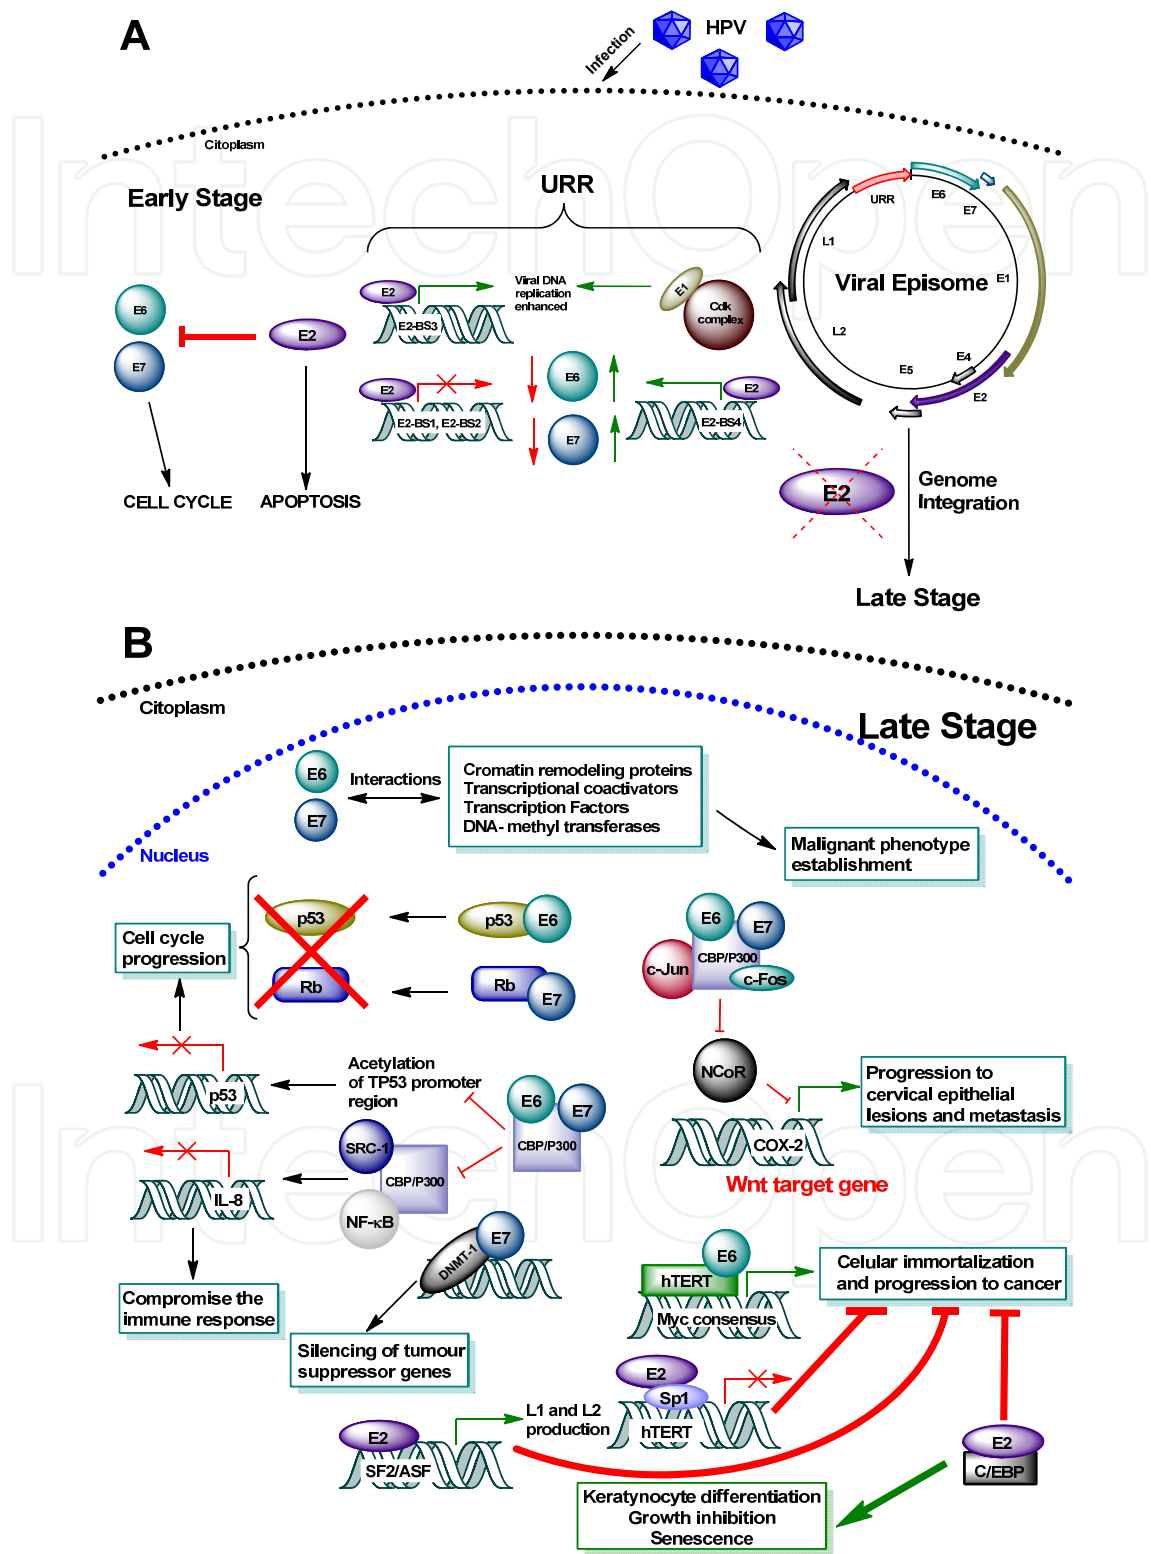 A
HPV
Infection
Citoplasm
Early Stage
URR
E6
E7
E2
CELL CYCLE
APOPTOSIS
E2
E2-BS3
Viral DNA
replication
enhanced
E1
Cdk
complex
E2
E2-BS1, E2-BS2
E6
E7
E2
E2-BS4
URR
E6
E7
L1
Viral Episome
E1
L2
E4
E5
E2
E2
Genome
Integration
Late Stage
B
Citoplasm
Late Stage
Nucleus
E6
E7
Interactions
Cromatin remodeling proteins
Transcriptional coactivators
Transcription Factors
DNA- methyl transferases
Malignant phenotype
establishment
Cell cycle
progression
p53
Rb
p53
E6
Rb
E7
E6
E7
CBP/P300
c-Jun
c-Fos
NCoR
COX-2
Wnt target gene
Progression to
cervical epithelial
lesions and metastasis
p53
Acetylation
of TP53 promoter
region
E6
E7
CBP/P300
SRC-1
CBP/P300
NF-κB
IL-8
Compromise the
immune response
DNMT-1
E7
Silencing of tumour
suppressor genes
E6
hTERT
Myc consensus
Celular immortalization
and progression to cancer
E2
Sp1
hTERT
E2
SF2/ASF
L1 and L2
production
E2
C/EBP
Keratynocyte differentiation
Growth inhibition
Senescence
IntechOpen
IntechOpen